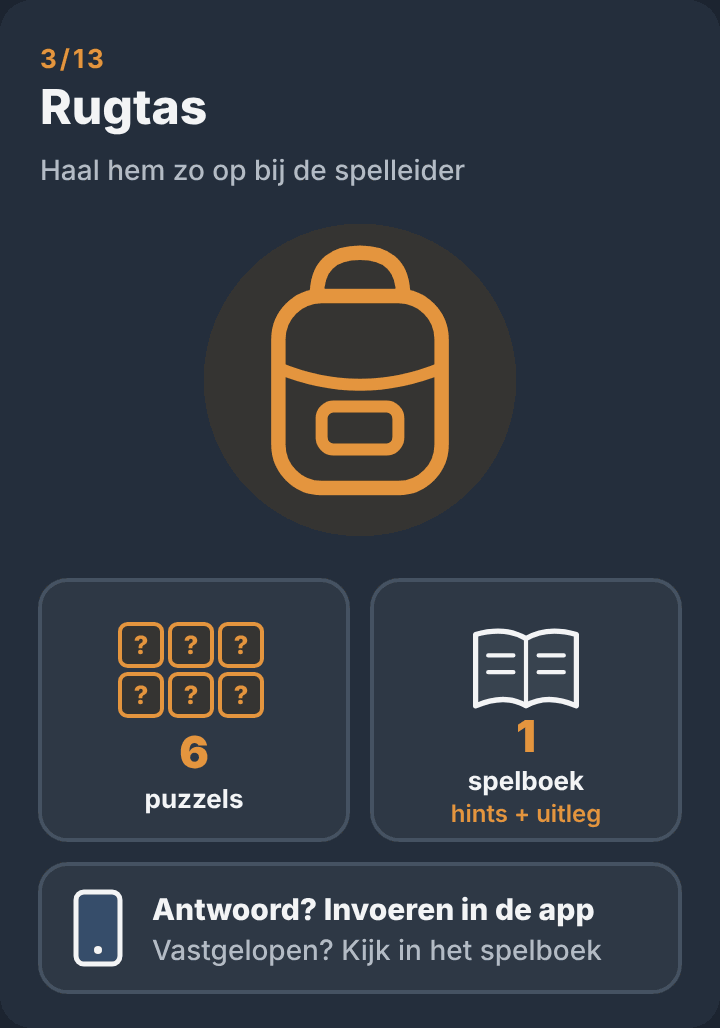 3/13
Rugtas
Haal hem zo op bij de spelleider
? ? ?
? ? ?
6
puzzels
1
spelboek
hints + uitleg
Antwoord? Invoeren in de app
Vastgelopen? Kijk in het spelboek